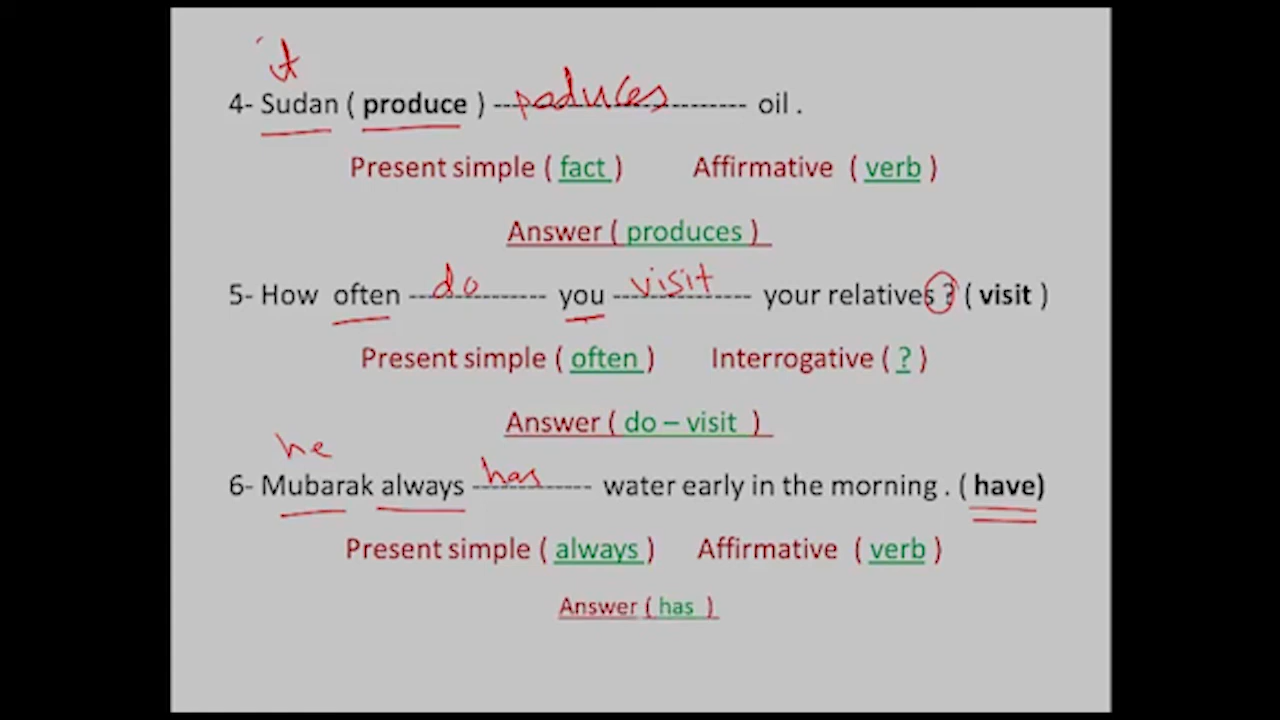 it
4- Sudan ( produce ) ---paduces---------- oil .
Present simple ( fact ) Affirmative ( verb )
Answer ( produces )
5- How often ---do------- you --visit---- your relatives ? ( visit )
Present simple ( often ) Interrogative ( ? )
Answer ( do – visit )
he
6- Mubarak always --has------ water early in the morning . ( have)
Present simple ( always ) Affirmative ( verb )
Answer ( has )